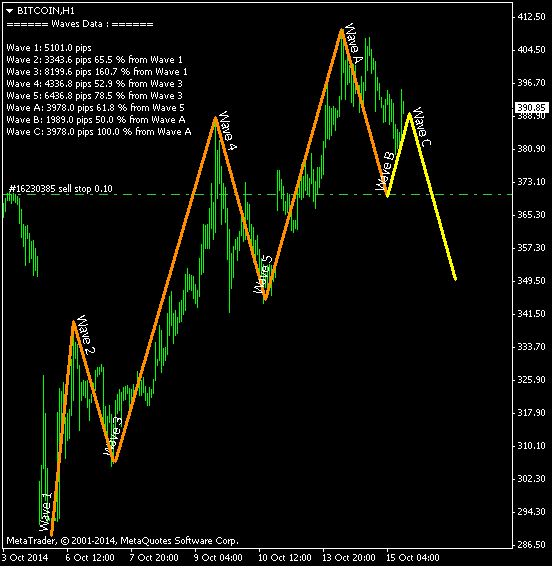 BITCOIN,H1
====== Waves Data : ======
Wave 1: 5101.0 pips
Wave 2: 3343.6 pips 65.5 % from Wave 1
Wave 3: 8199.6 pips 160.7 % from Wave 1
Wave 4: 4336.8 pips 52.9 % from Wave 3
Wave 5: 6436.8 pips 78.5 % from Wave 3
Wave A: 3978.0 pips 61.8 % from Wave 5
Wave B: 1989.0 pips 50.0 % from Wave A
Wave C: 3978.0 pips 100.0 % from Wave A
#16230385 sell stop 0.10
Wave 1
Wave 2
Wave 3
Wave 4
Wave 5
Wave A
Wave B
Wave C
412.50
404.70
396.90
390.85
388.90
380.90
373.10
365.30
357.30
349.50
341.50
333.70
325.90
317.90
310.10
302.30
294.30
286.50
MetaTrader, © 2001-2014, MetaQuotes Software Corp.
3 Oct 2014 6 Oct 12:00 7 Oct 20:00 9 Oct 04:00 10 Oct 12:00 13 Oct 20:00 15 Oct 04:00